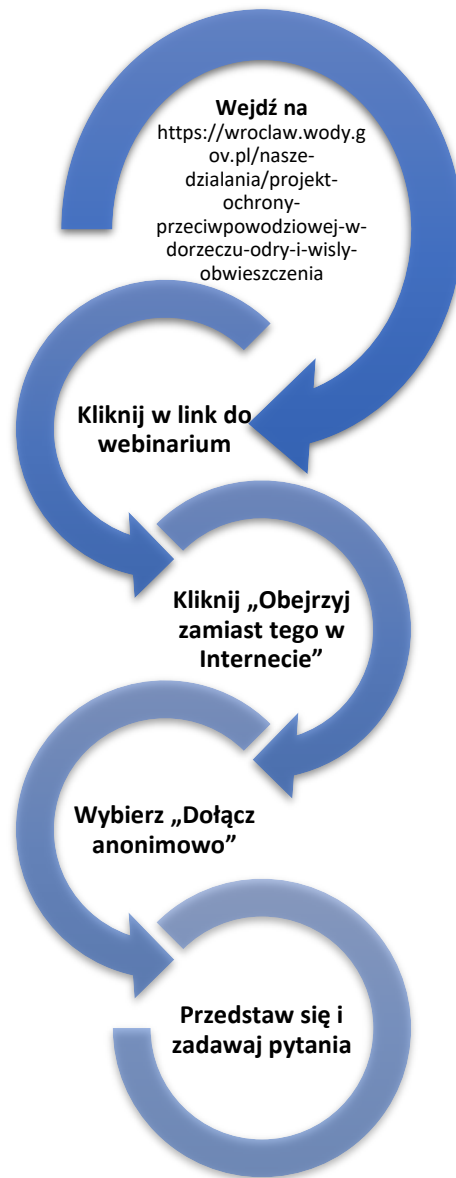 Wejdź na
https://wroclaw.wody.g
ov.pl/nasze-
dzialania/projekt-
ochrony-
przeciwpowodziowej-w-
dorzeczu-odry-i-wisly-
obwieszczenia
Kliknij w link do
webinarium
Kliknij „Obejrzyj
zamiast tego w
Internecie”
Wybierz „Dołącz
anonimowo”
Przedstaw się i
zadawaj pytania